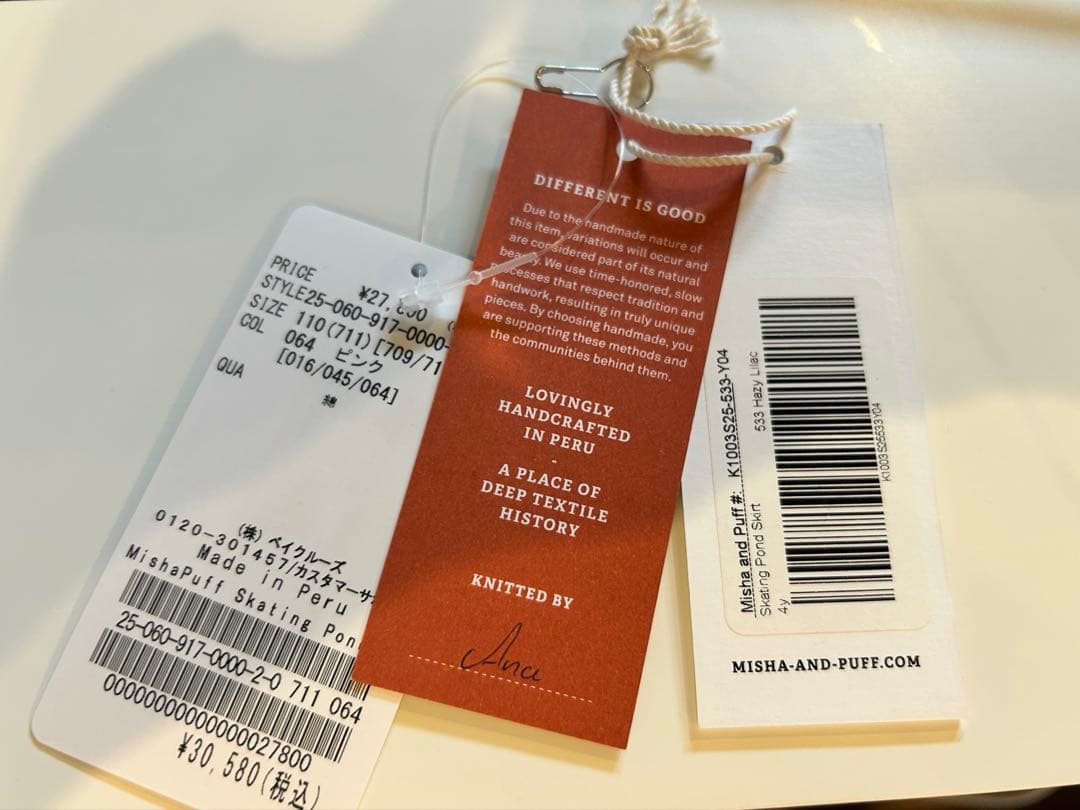 PRICE ¥27,
STYLE 25-060-917-0000-
SIZE 110(711)[709/71
COL 064 ピンク
[016/045/064]
QUA
綿
(株)ベイクルーズ
0120-301457/カスタマーサ
Made in Peru
MishaPuff Skating Pon
25-060-917-0000-2-0 711 064
0000000000000027800
¥30,580(税込)
DIFFERENT IS GOOD
Due to the handmade nature of
this item, variations will occur and
are considered part of its natural
beauty. We use time-honored, slow
processes that respect tradition and
handwork, resulting in truly unique
pieces. By choosing handmade, you
are supporting these methods and
the communities behind them.
LOVINGLY
HANDCRAFTED
IN PERU
-
A PLACE OF
DEEP TEXTILE
HISTORY
KNITTED BY
Ana
Misha and Puff #: K1003S25-533-Y04
Skating Pond Skirt 533 Hazy Lilac
4y
K1003S25533Y04
MISHA-AND-PUFF.COM